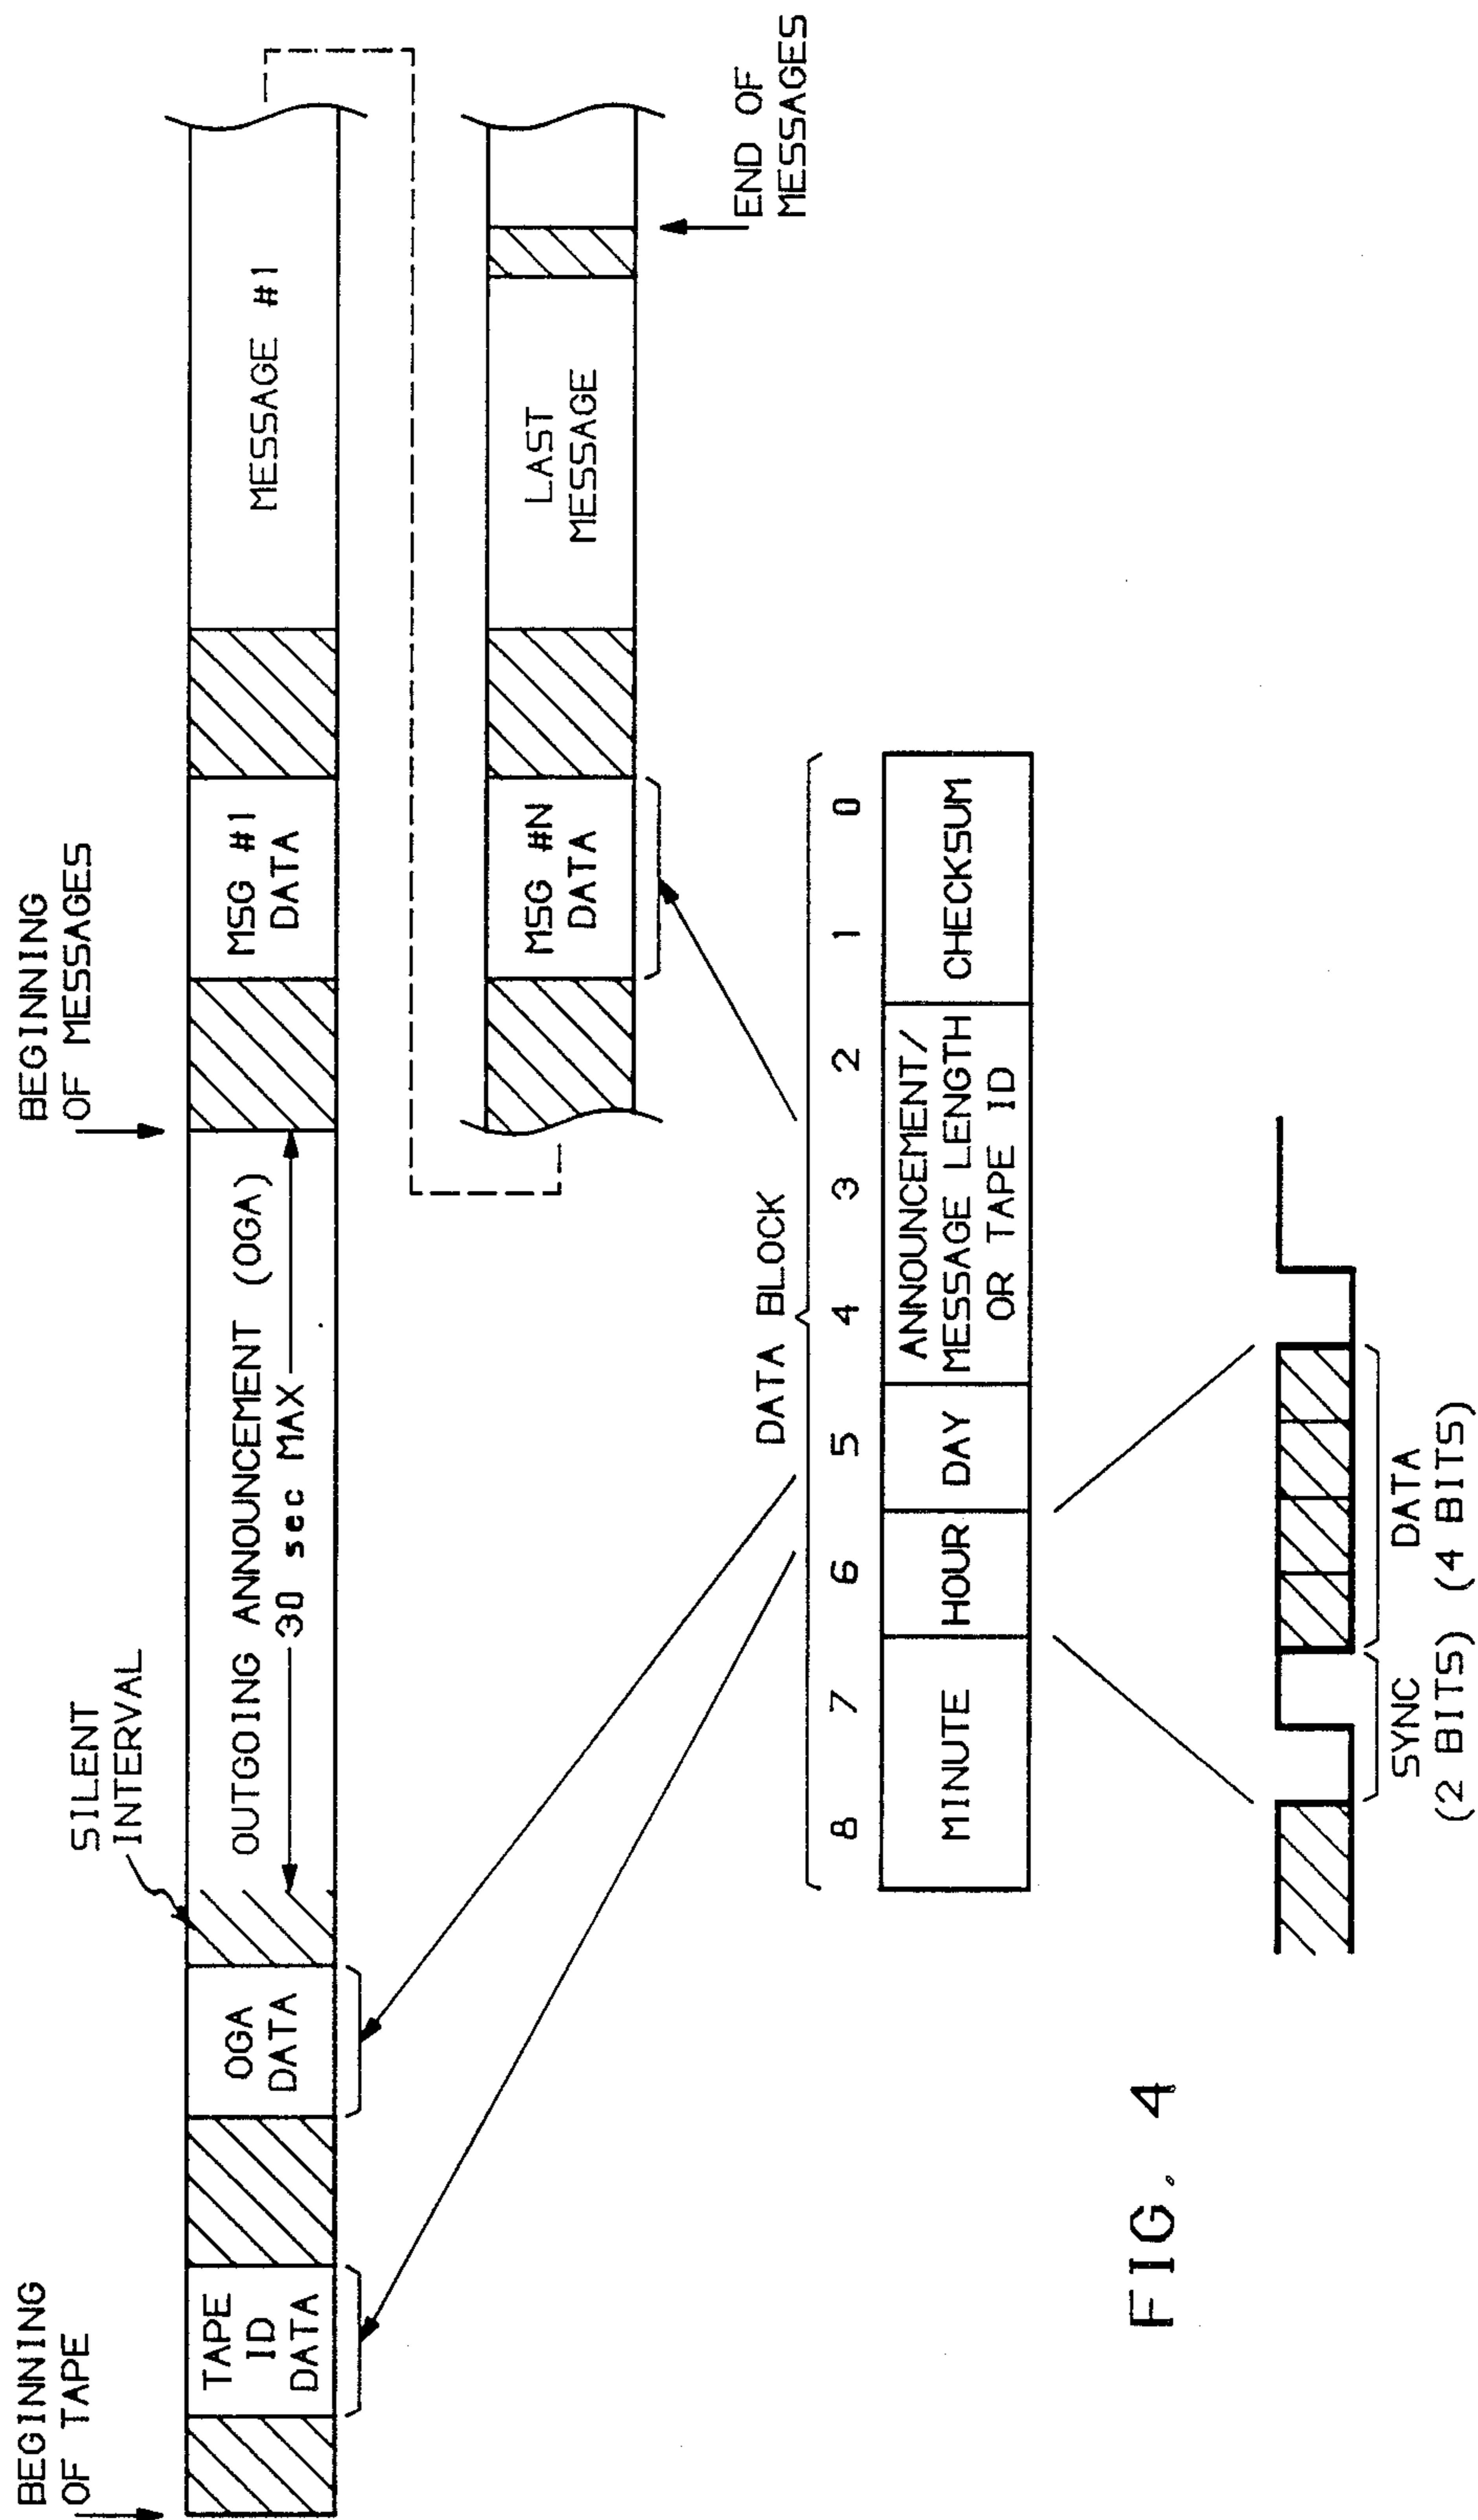 BEGINNING
OF TAPE
SILENT
INTERVAL
BEGINNING
OF MESSAGES
TAPE
ID
DATA
OGA
DATA
OUTGOING ANNOUNCEMENT (OGA)
30 sec MAX
MSG #1
DATA
MESSAGE #1
MSG #N
DATA
LAST
MESSAGE
END OF
MESSAGES
DATA BLOCK
8 7 6 5 4 3 2 1 0
MINUTE
HOUR
DAY
ANNOUNCEMENT/
MESSAGE LENGTH
OR TAPE ID
CHECKSUM
SYNC
(2 BITS)
DATA
(4 BITS)
FIG. 4